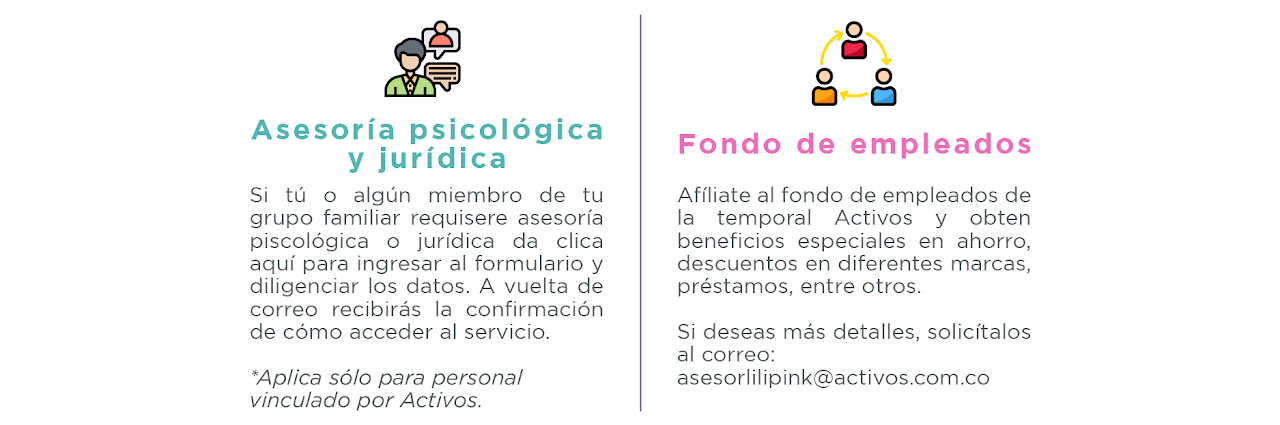 Asesoría psicológica
y jurídica
Si tú o algún miembro de tu
grupo familiar requisere asesoría
piscológica o jurídica da clica
aquí para ingresar al formulario y
diligenciar los datos. A vuelta de
correo recibirás la confirmación
de cómo acceder al servicio.
*Aplica sólo para personal
vinculado por Activos.
Fondo de empleados
Afíliate al fondo de empleados de
la temporal Activos y obten
beneficios especiales en ahorro,
descuentos en diferentes marcas,
préstamos, entre otros.
Si deseas más detalles, solicítalos
al correo:
asesorlilipink@activos.com.co